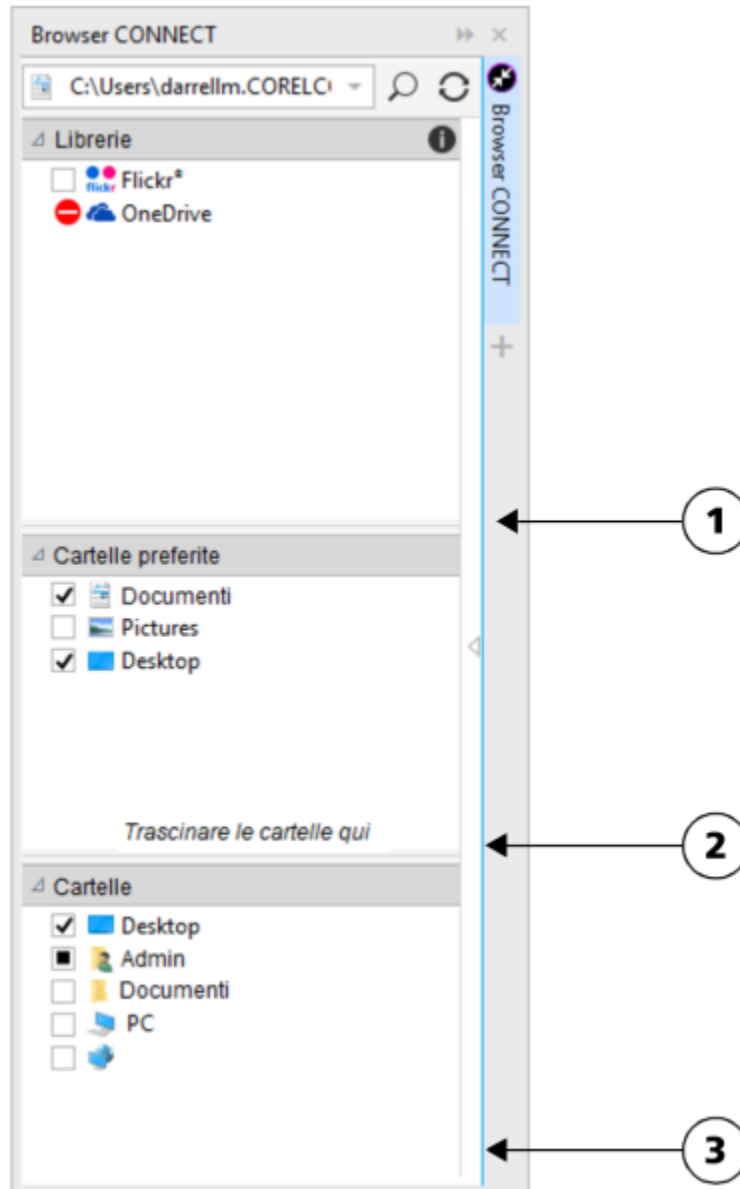 Browser CONNECT
C:\Users\darrellm.CORELC
Browser CONNECT
Librerie
flickr Flickr®
OneDrive
1
Cartelle preferite
Documenti
Pictures
Desktop
Trascinare le cartelle qui
2
Cartelle
Desktop
Admin
Documenti
PC
3